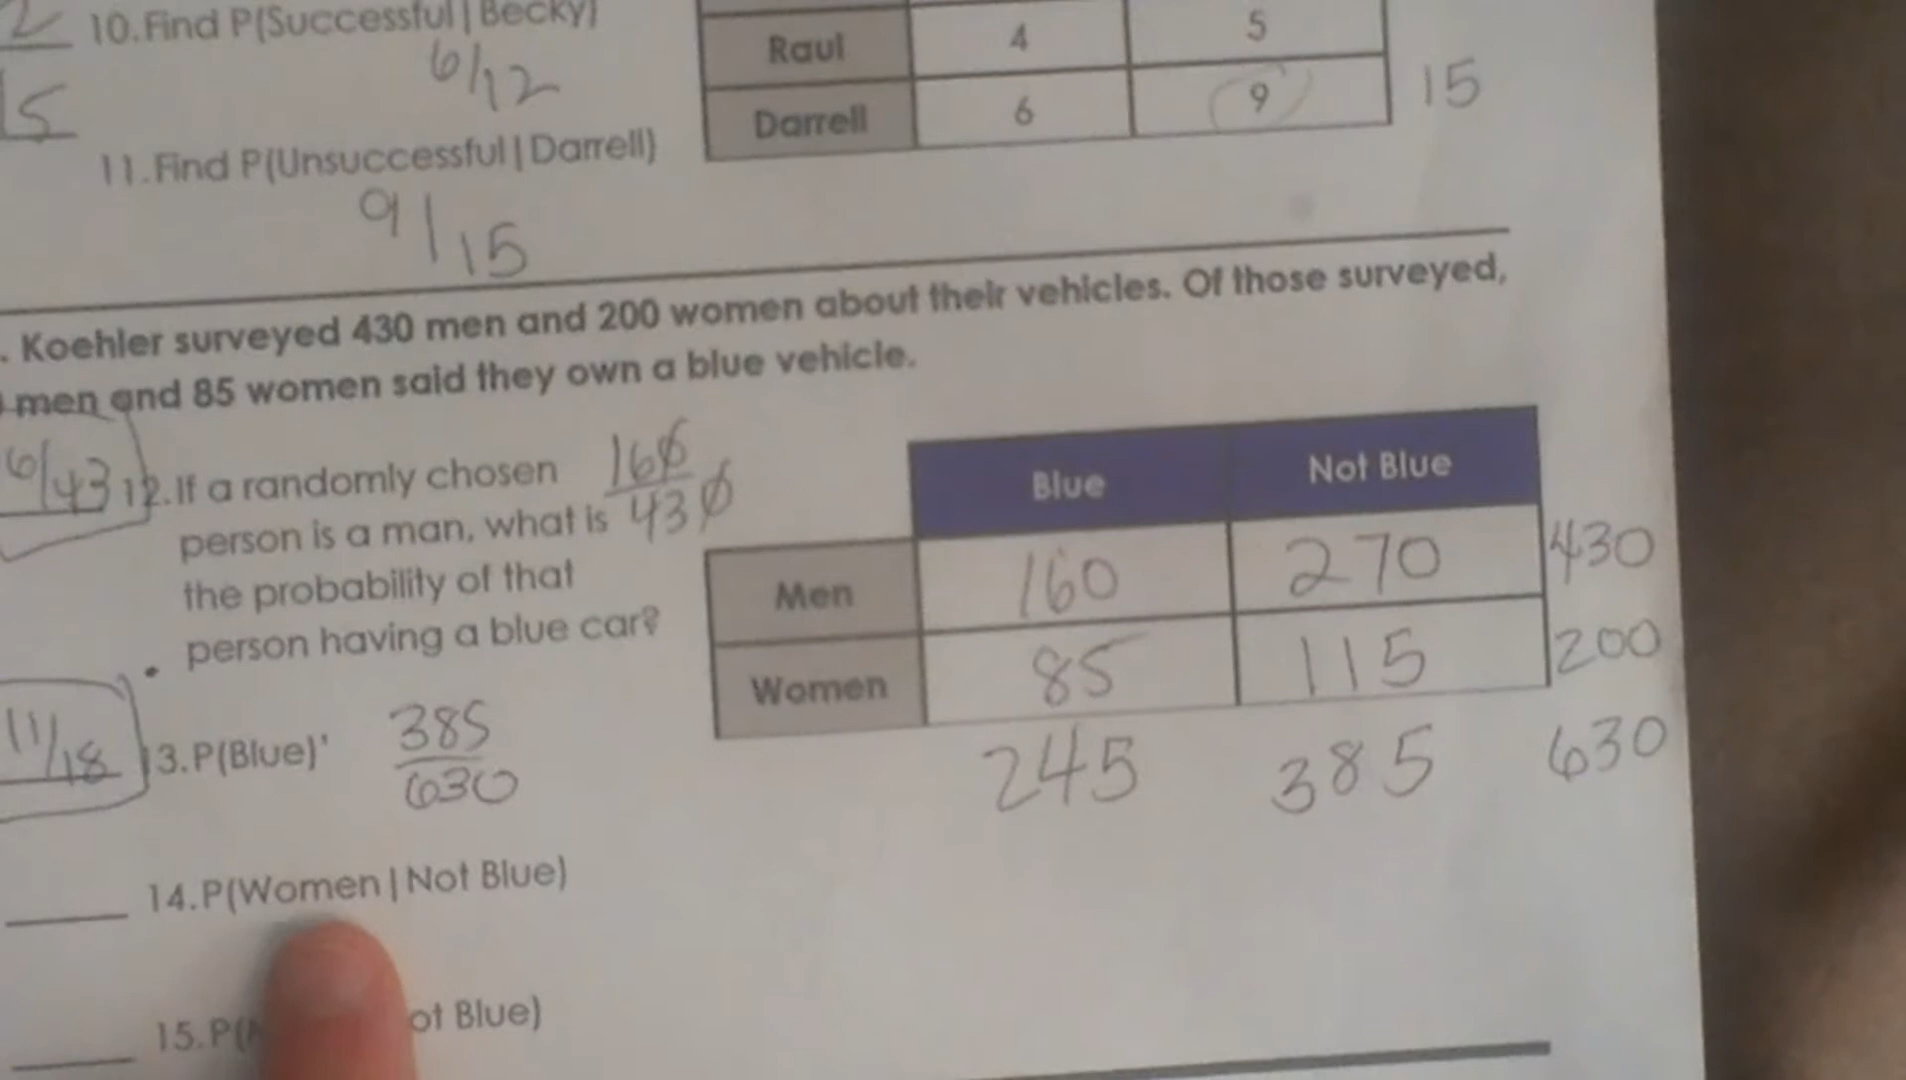 10. Find P(Successful | Becky)
6/12
Raul 4 5
Darrell 6 9 15
11. Find P(Unsuccessful | Darrell)
9/15
. Koehler surveyed 430 men and 200 women about their vehicles. Of those surveyed,
men and 85 women said they own a blue vehicle.
12. If a randomly chosen
person is a man, what is
the probability of that
person having a blue car?
160
430
6/43
Blue Not Blue
Men 160 270 430
Women 85 115 200
245 385 630
11/18
13. P(Blue)'
385
630
14. P(Women | Not Blue)
15. P( ot Blue)